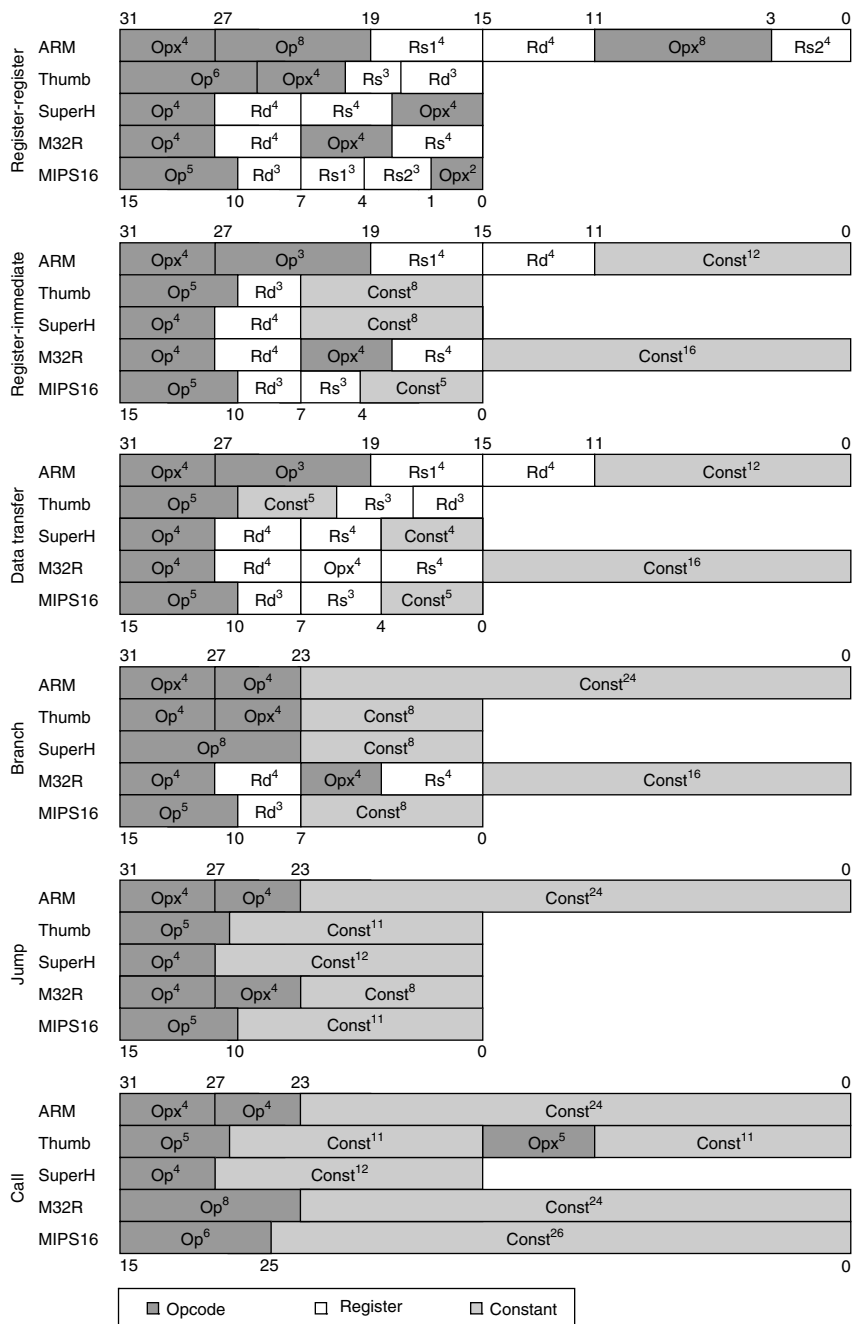 Register-register
31 27 19 15 11 3 0
ARM Opx⁴ Op⁸ Rs1⁴ Rd⁴ Opx⁸ Rs2⁴
Thumb Op⁶ Opx⁴ Rs³ Rd³
SuperH Op⁴ Rd⁴ Rs⁴ Opx⁴
M32R Op⁴ Rd⁴ Opx⁴ Rs⁴
MIPS16 Op⁵ Rd³ Rs1³ Rs2³ Opx²
15 10 7 4 1 0
Register-immediate
31 27 19 15 11 0
ARM Opx⁴ Op³ Rs1⁴ Rd⁴ Const¹²
Thumb Op⁵ Rd³ Const⁸
SuperH Op⁴ Rd⁴ Const⁸
M32R Op⁴ Rd⁴ Opx⁴ Rs⁴ Const¹⁶
MIPS16 Op⁵ Rd³ Rs³ Const⁵
15 10 7 4 0
Data transfer
31 27 19 15 11 0
ARM Opx⁴ Op³ Rs1⁴ Rd⁴ Const¹²
Thumb Op⁵ Const⁵ Rs³ Rd³
SuperH Op⁴ Rd⁴ Rs⁴ Const⁴
M32R Op⁴ Rd⁴ Opx⁴ Rs⁴ Const¹⁶
MIPS16 Op⁵ Rd³ Rs³ Const⁵
15 10 7 4 0
Branch
31 27 23 0
ARM Opx⁴ Op⁴ Const²⁴
Thumb Op⁴ Opx⁴ Const⁸
SuperH Op⁸ Const⁸
M32R Op⁴ Rd⁴ Opx⁴ Rs⁴ Const¹⁶
MIPS16 Op⁵ Rd³ Const⁸
15 10 7 0
Jump
31 27 23 0
ARM Opx⁴ Op⁴ Const²⁴
Thumb Op⁵ Const¹¹
SuperH Op⁴ Const¹²
M32R Op⁴ Opx⁴ Const⁸
MIPS16 Op⁵ Const¹¹
15 10 0
Call
31 27 23 0
ARM Opx⁴ Op⁴ Const²⁴
Thumb Op⁵ Const¹¹ Opx⁵ Const¹¹
SuperH Op⁴ Const¹²
M32R Op⁸ Const²⁴
MIPS16 Op⁶ Const²⁶
15 25 0
Opcode Register Constant